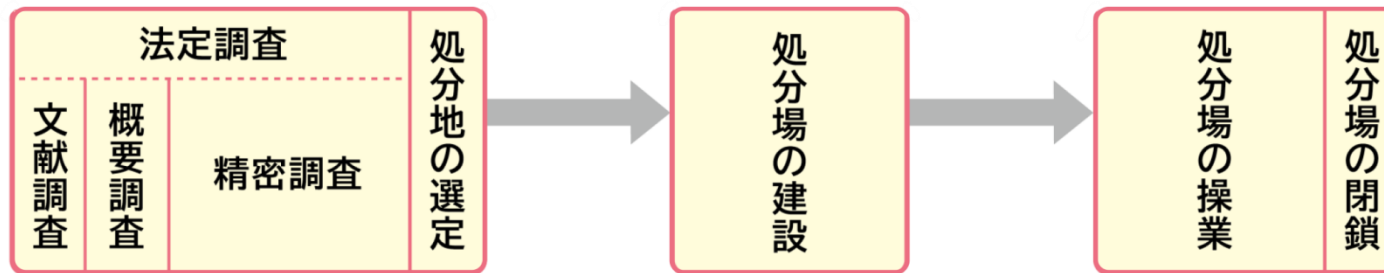 法定調査
文献調査
概要調査
精密調査
処分地の選定
処分場の建設
処分場の操業
処分場の閉鎖